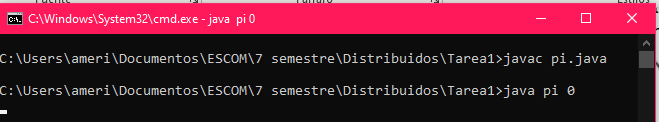 C:\Windows\System32\cmd.exe - java  pi 0
C:\Users\ameri\Documentos\ESCOM\7 semestre\Distribuidos\Tarea1>javac pi.java
C:\Users\ameri\Documentos\ESCOM\7 semestre\Distribuidos\Tarea1>java pi 0